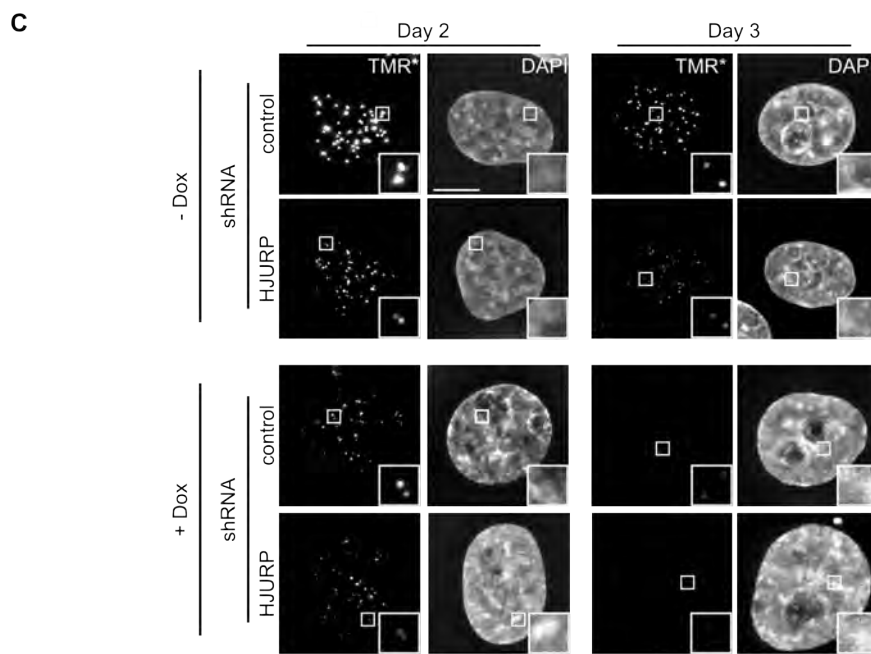 C
Day 2
Day 3
TMR*
DAPI
TMR*
DAP
- Dox
shRNA
control
HJURP
+ Dox
shRNA
control
HJURP